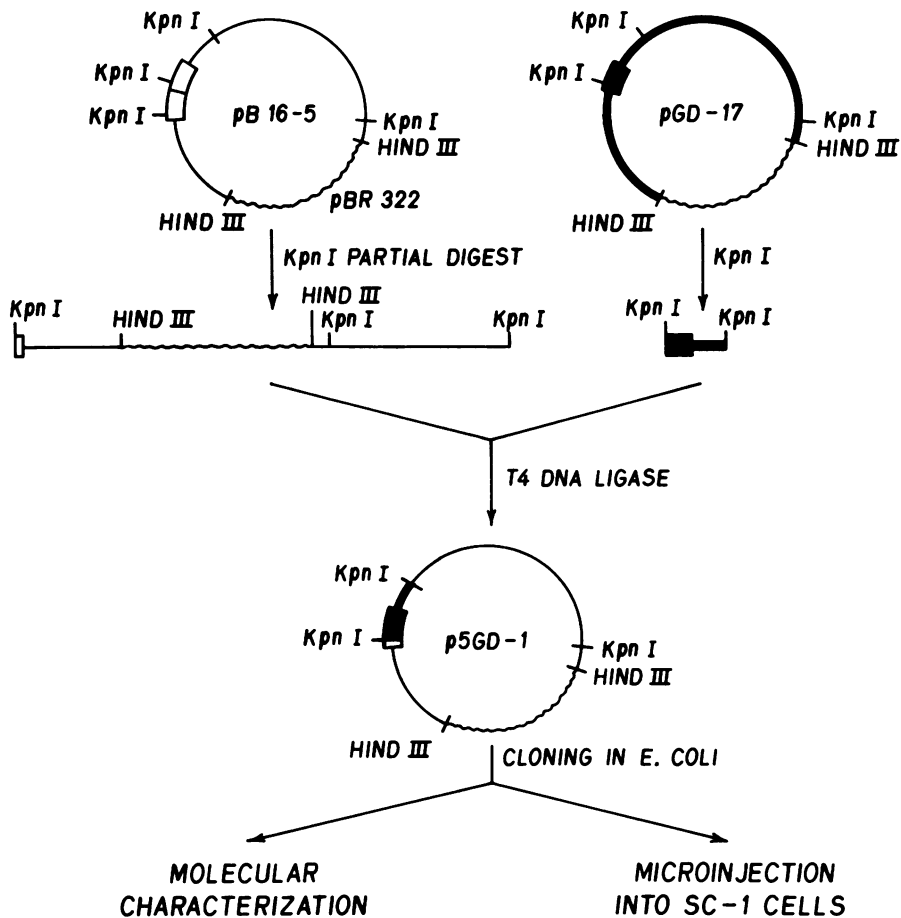 Kpn I
Kpn I
Kpn I
pB 16-5
Kpn I
HIND III
pBR 322
HIND III
Kpn I
Kpn I
pGD-17
Kpn I
HIND III
HIND III
Kpn I PARTIAL DIGEST
Kpn I
Kpn I
HIND III
HIND III
Kpn I
Kpn I
Kpn I
Kpn I
T4 DNA LIGASE
Kpn I
Kpn I
p5GD-1
Kpn I
HIND III
HIND III
CLONING IN E. COLI
MOLECULAR
CHARACTERIZATION
MICROINJECTION
INTO SC-1 CELLS